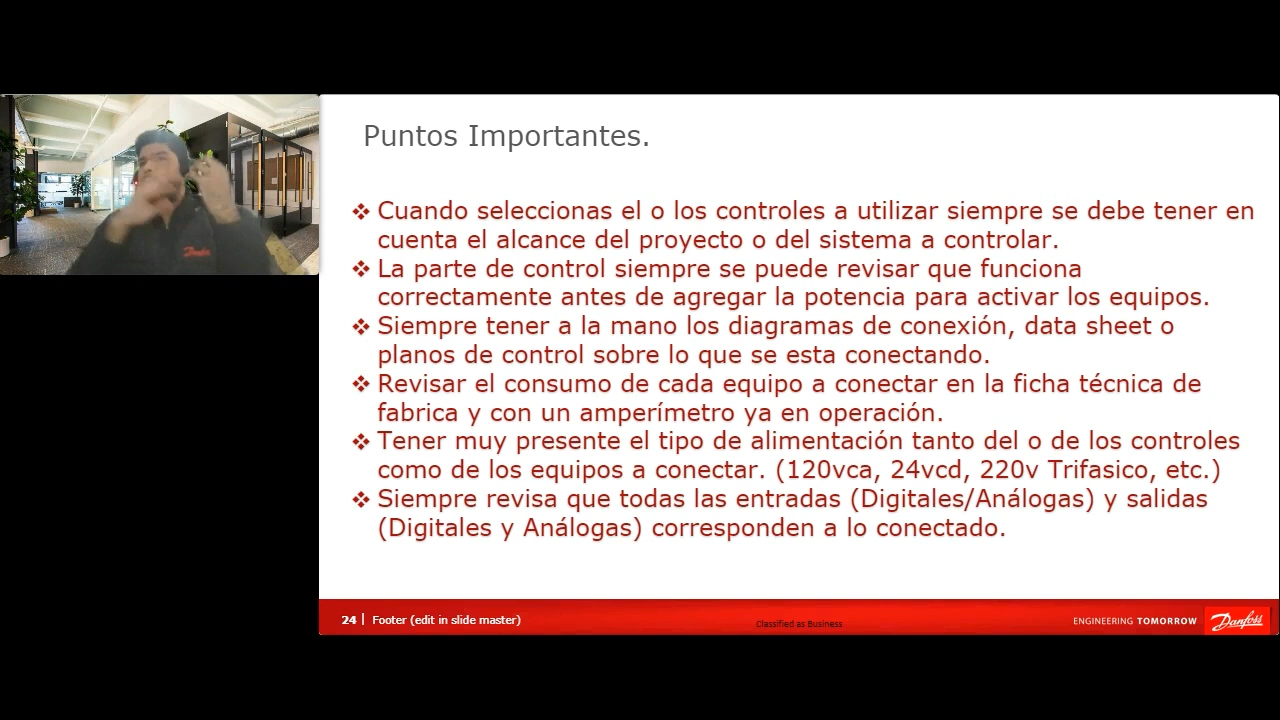 Puntos Importantes.
❖ Cuando seleccionas el o los controles a utilizar siempre se debe tener en
cuenta el alcance del proyecto o del sistema a controlar.
❖ La parte de control siempre se puede revisar que funciona
correctamente antes de agregar la potencia para activar los equipos.
❖ Siempre tener a la mano los diagramas de conexión, data sheet o
planos de control sobre lo que se esta conectando.
❖ Revisar el consumo de cada equipo a conectar en la ficha técnica de
fabrica y con un amperímetro ya en operación.
❖ Tener muy presente el tipo de alimentación tanto del o de los controles
como de los equipos a conectar. (120vca, 24vcd, 220v Trifasico, etc.)
❖ Siempre revisa que todas las entradas (Digitales/Análogas) y salidas
(Digitales y Análogas) corresponden a lo conectado.
24 | Footer (edit in slide master)
Classified as Business
ENGINEERING TOMORROW
Danfoss
Danfoss